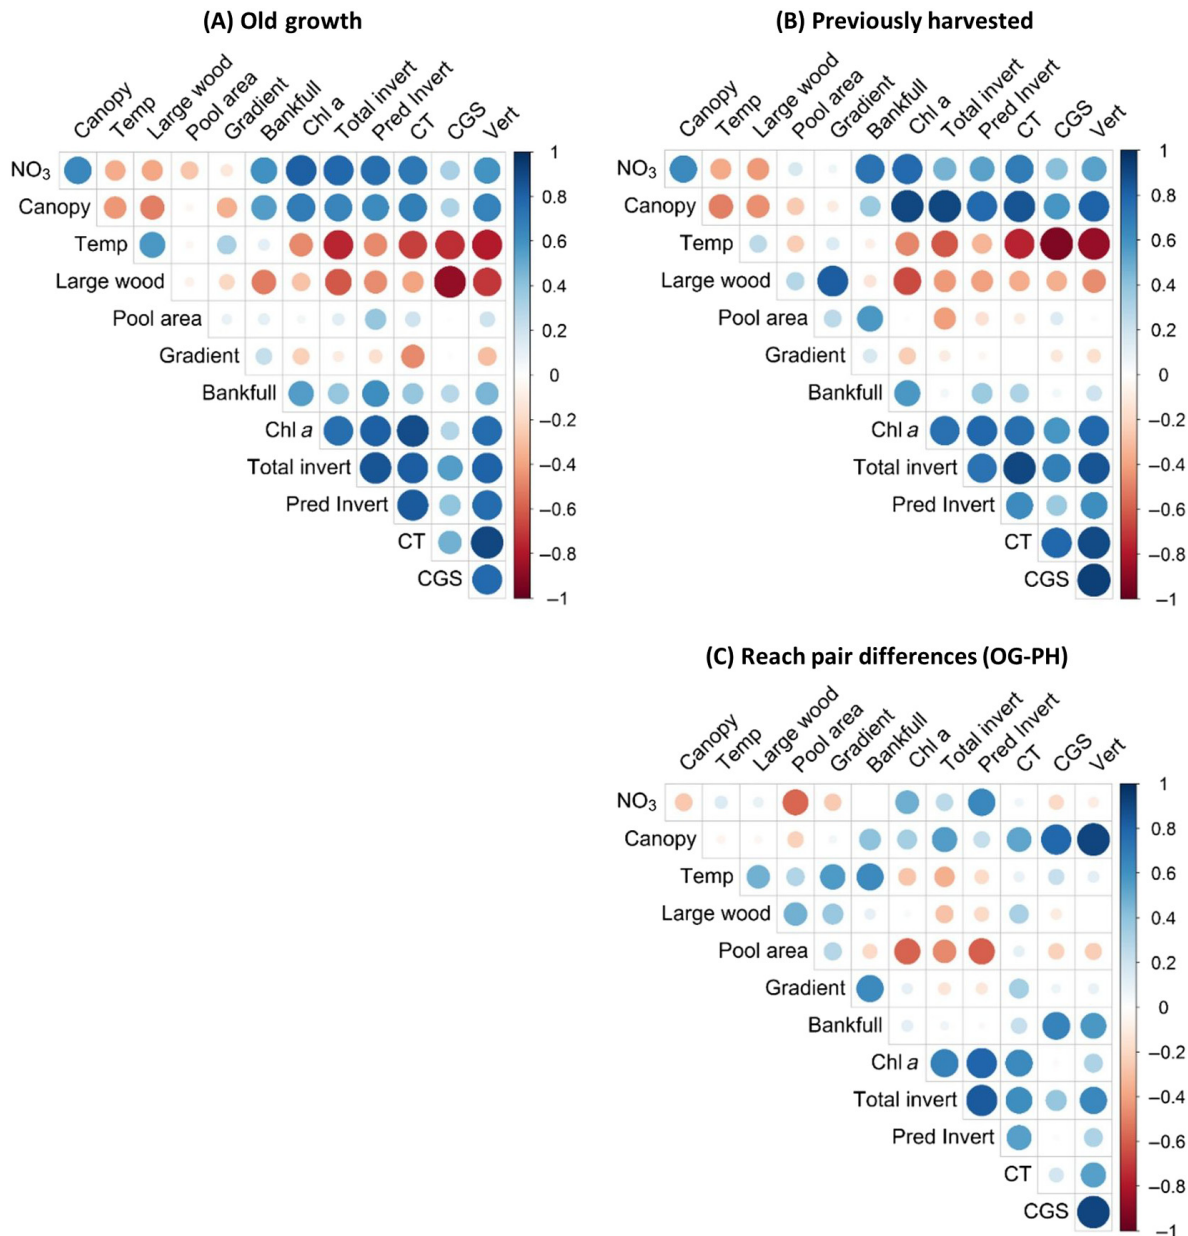 (A) Old growth
Canopy
Temp
Large wood
Pool area
Gradient
Bankfull
Chl a
Total invert
Pred Invert
CT
CGS
Vert
NO3
Canopy
Temp
Large wood
Pool area
Gradient
Bankfull
Chl a
Total invert
Pred Invert
CT
CGS
1
0.8
0.6
0.4
0.2
0
−0.2
−0.4
−0.6
−0.8
−1
(B) Previously harvested
Canopy
Temp
Large wood
Pool area
Gradient
Bankfull
Chl a
Total invert
Pred Invert
CT
CGS
Vert
NO3
Canopy
Temp
Large wood
Pool area
Gradient
Bankfull
Chl a
Total invert
Pred Invert
CT
CGS
1
0.8
0.6
0.4
0.2
0
−0.2
−0.4
−0.6
−0.8
−1
(C) Reach pair differences (OG-PH)
Canopy
Temp
Large wood
Pool area
Gradient
Bankfull
Chl a
Total invert
Pred Invert
CT
CGS
Vert
NO3
Canopy
Temp
Large wood
Pool area
Gradient
Bankfull
Chl a
Total invert
Pred Invert
CT
CGS
1
0.8
0.6
0.4
0.2
0
−0.2
−0.4
−0.6
−0.8
−1